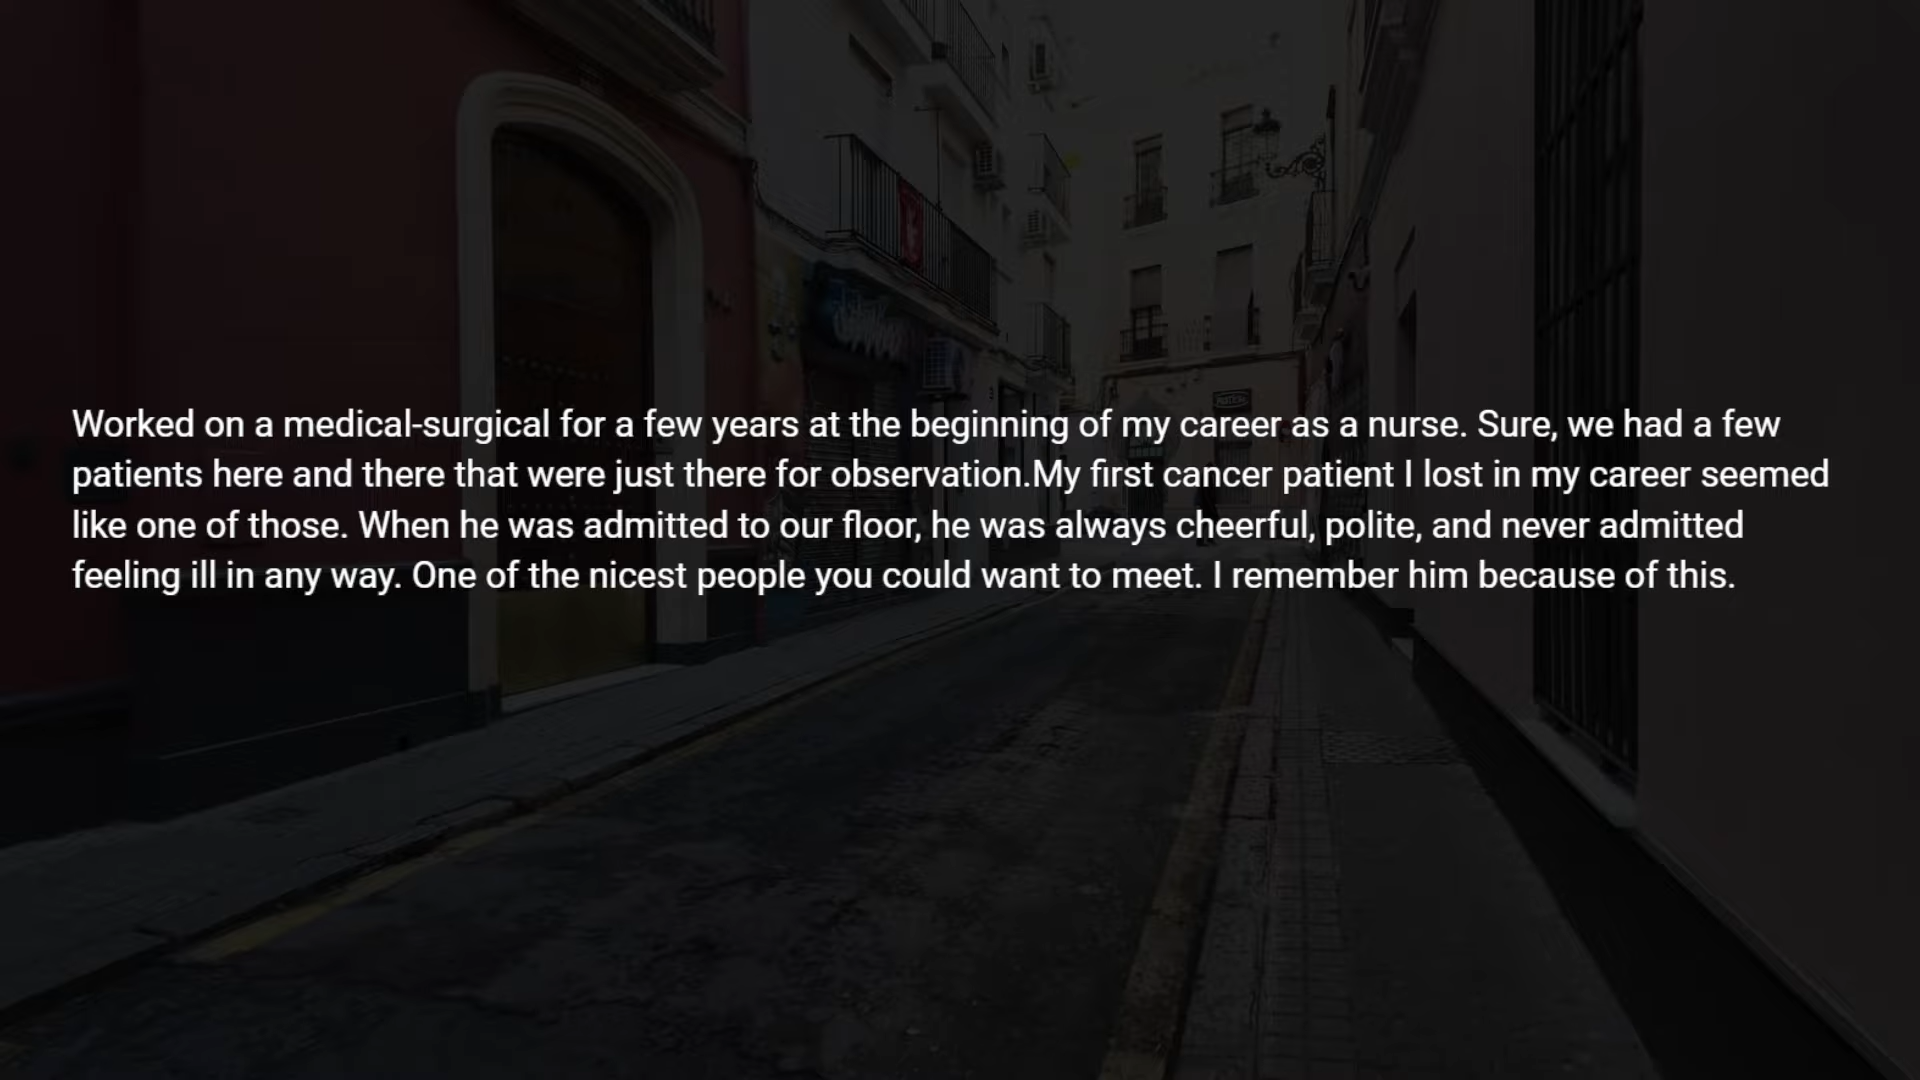 Worked on a medical-surgical for a few years at the beginning of my career as a nurse. Sure, we had a few
patients here and there that were just there for observation.My first cancer patient I lost in my career seemed
like one of those. When he was admitted to our floor, he was always cheerful, polite, and never admitted
feeling ill in any way. One of the nicest people you could want to meet. I remember him because of this.